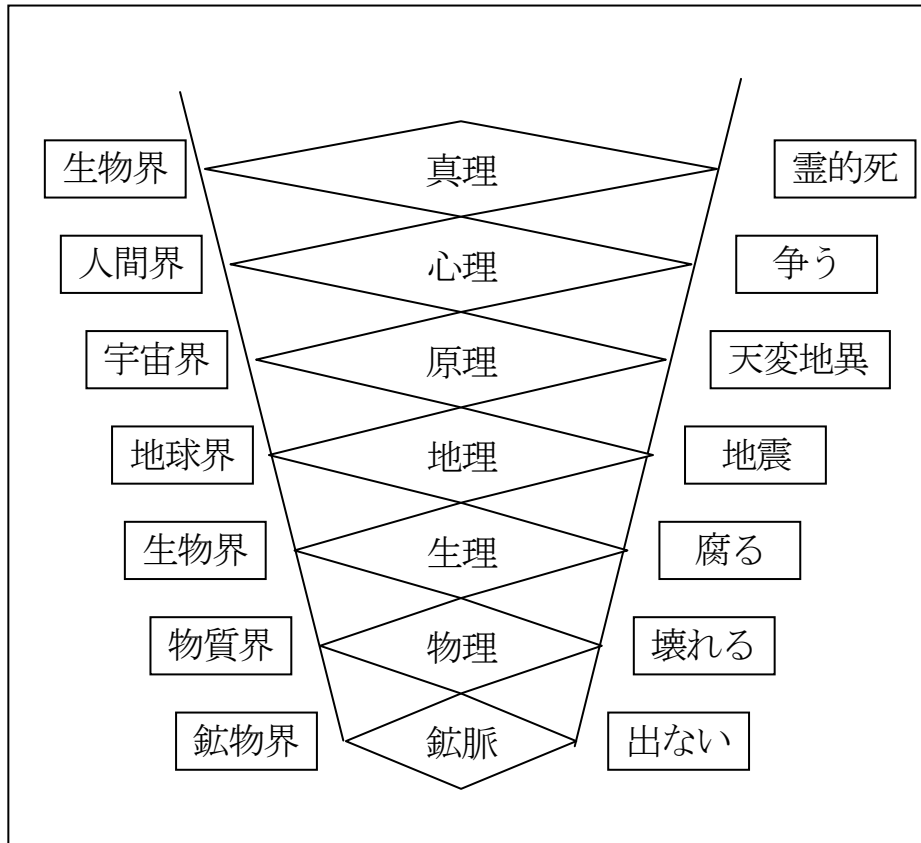 生物界 真理 霊的死
人間界 心理 争う
宇宙界 原理 天変地異
地球界 地理 地震
生物界 生理 腐る
物質界 物理 壊れる
鉱物界 鉱脈 出ない